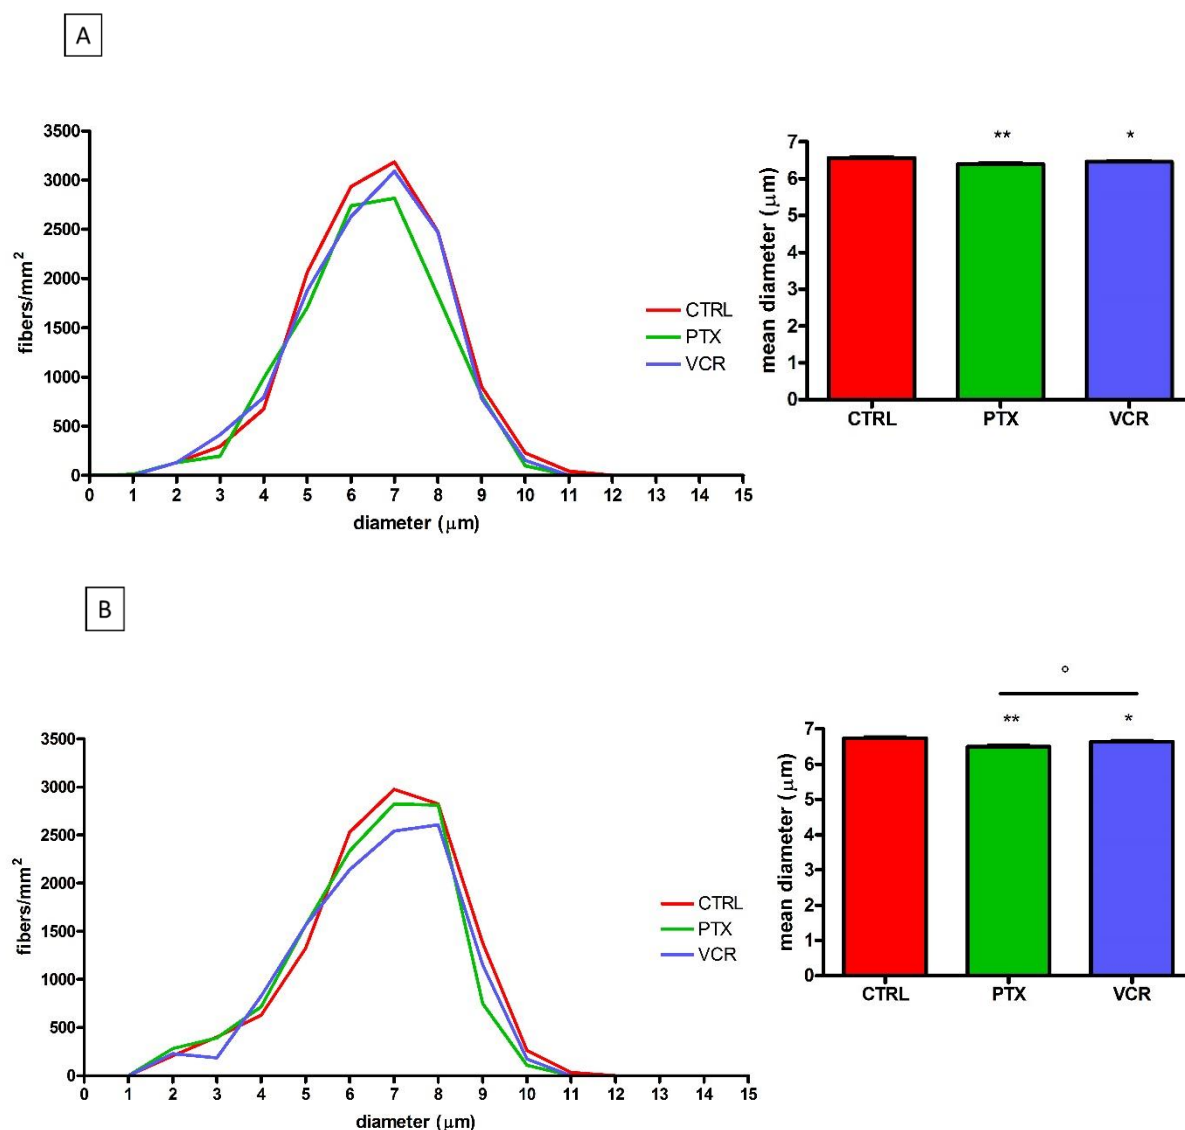 A
fibers/mm²
3500
3000
2500
2000
1500
1000
500
0
0 1 2 3 4 5 6 7 8 9 10 11 12 13 14 15
diameter (μm)
CTRL
PTX
VCR
mean diameter (μm)
7
6
5
4
3
2
1
0
** *
CTRL PTX VCR
B
fibers/mm²
3500
3000
2500
2000
1500
1000
500
0
0 1 2 3 4 5 6 7 8 9 10 11 12 13 14 15
diameter (μm)
CTRL
PTX
VCR
mean diameter (μm)
°
** *
7
6
5
4
3
2
1
0
CTRL PTX VCR